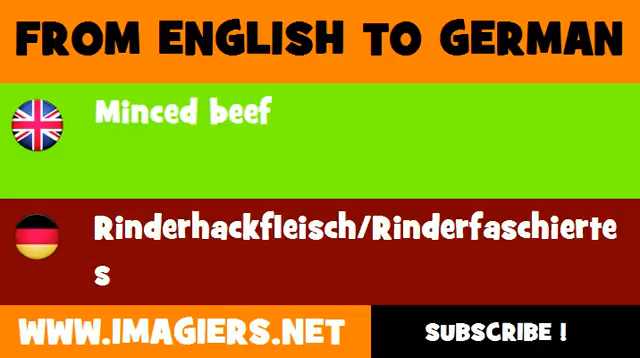 FROM ENGLISH TO GERMAN
Minced beef
Rinderhackfleisch/Rinderfaschierte
s
WWW.IMAGIERS.NET
SUBSCRIBE !